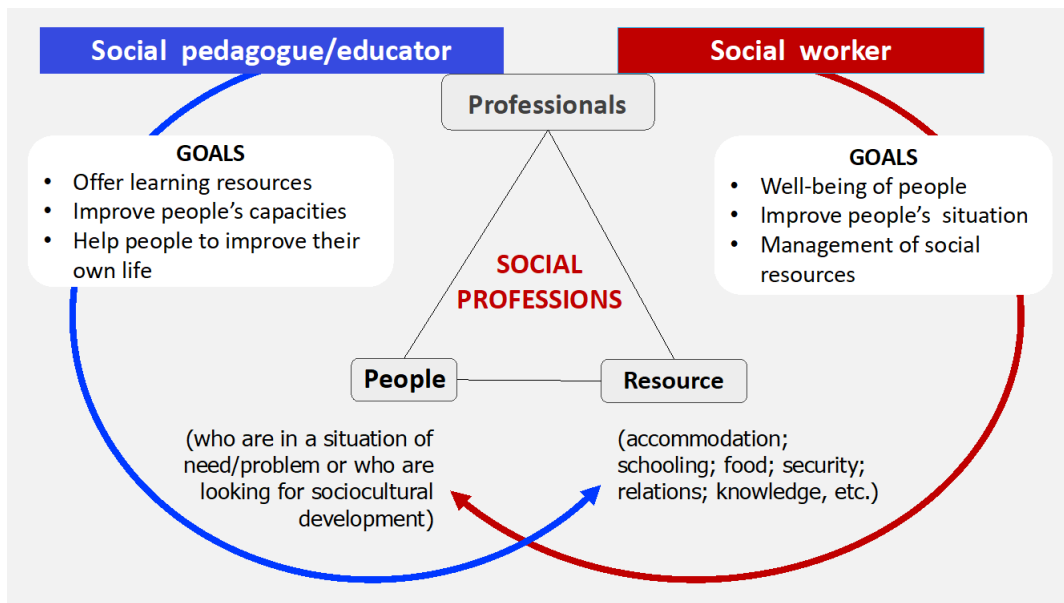 Social pedagogue/educator
Social worker
Professionals
GOALS
• Offer learning resources
• Improve people's capacities
• Help people to improve their
own life
GOALS
• Well-being of people
• Improve people's situation
• Management of social
resources
SOCIAL
PROFESSIONS
People
Resource
(who are in a situation of
need/problem or who are
looking for sociocultural
development)
(accommodation;
schooling; food; security;
relations; knowledge, etc.)